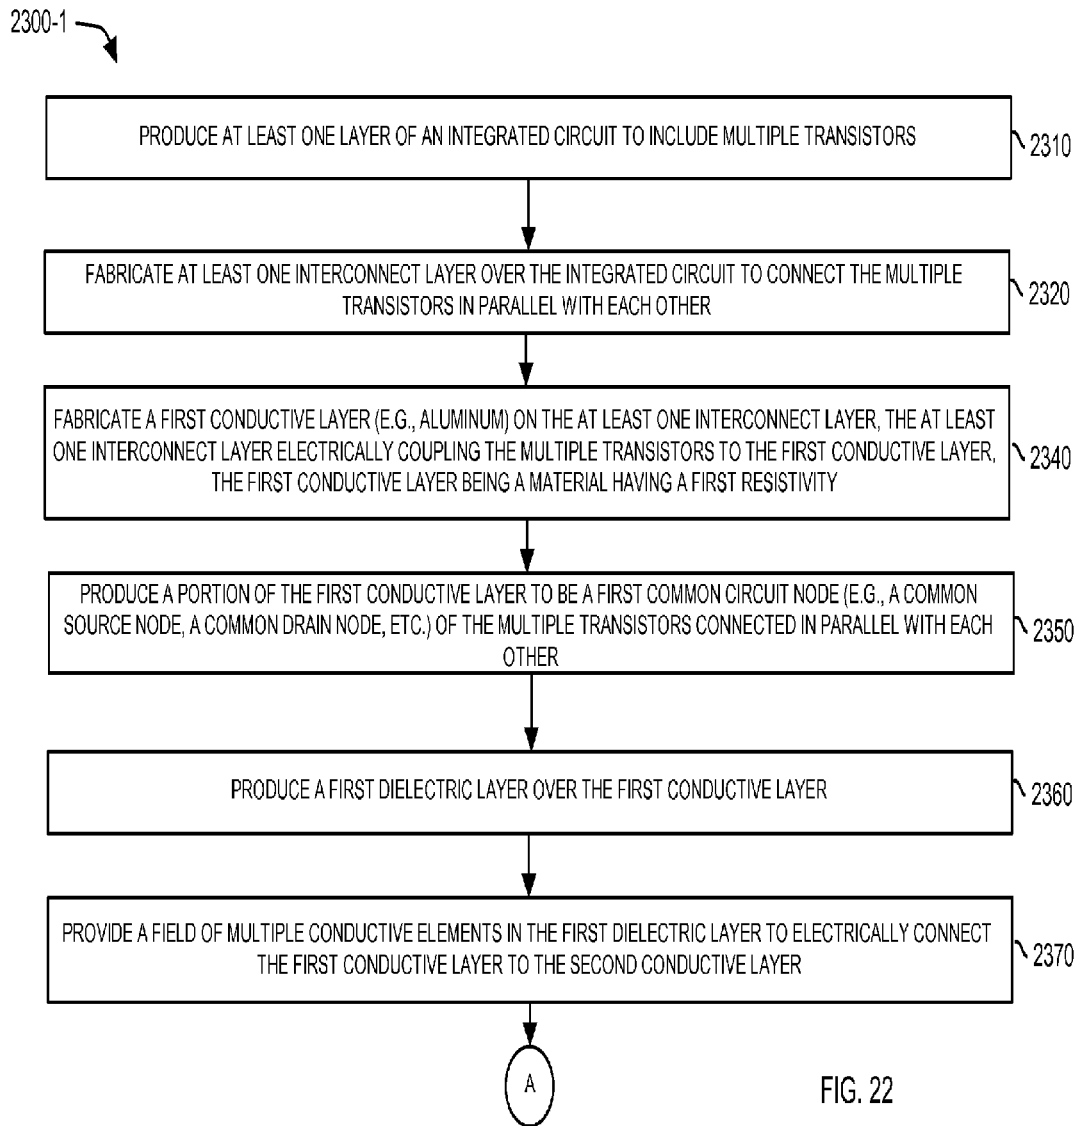 2300-1
PRODUCE AT LEAST ONE LAYER OF AN INTEGRATED CIRCUIT TO INCLUDE MULTIPLE TRANSISTORS
2310
FABRICATE AT LEAST ONE INTERCONNECT LAYER OVER THE INTEGRATED CIRCUIT TO CONNECT THE MULTIPLE
TRANSISTORS IN PARALLEL WITH EACH OTHER
2320
FABRICATE A FIRST CONDUCTIVE LAYER (E.G., ALUMINUM) ON THE AT LEAST ONE INTERCONNECT LAYER, THE AT LEAST
ONE INTERCONNECT LAYER ELECTRICALLY COUPLING THE MULTIPLE TRANSISTORS TO THE FIRST CONDUCTIVE LAYER,
THE FIRST CONDUCTIVE LAYER BEING A MATERIAL HAVING A FIRST RESISTIVITY
2340
PRODUCE A PORTION OF THE FIRST CONDUCTIVE LAYER TO BE A FIRST COMMON CIRCUIT NODE (E.G., A COMMON
SOURCE NODE, A COMMON DRAIN NODE, ETC.) OF THE MULTIPLE TRANSISTORS CONNECTED IN PARALLEL WITH EACH
OTHER
2350
PRODUCE A FIRST DIELECTRIC LAYER OVER THE FIRST CONDUCTIVE LAYER
2360
PROVIDE A FIELD OF MULTIPLE CONDUCTIVE ELEMENTS IN THE FIRST DIELECTRIC LAYER TO ELECTRICALLY CONNECT
THE FIRST CONDUCTIVE LAYER TO THE SECOND CONDUCTIVE LAYER
2370
A
FIG. 22